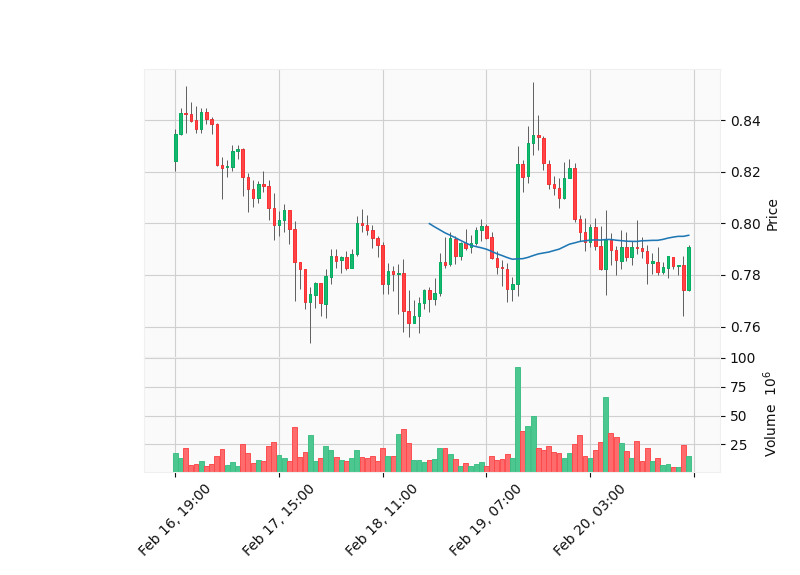 0.84
0.82
0.80
0.78
0.76
Price
100
75
50
25
Volume 10^6
Feb 16, 19:00
Feb 17, 15:00
Feb 18, 11:00
Feb 19, 07:00
Feb 20, 03:00